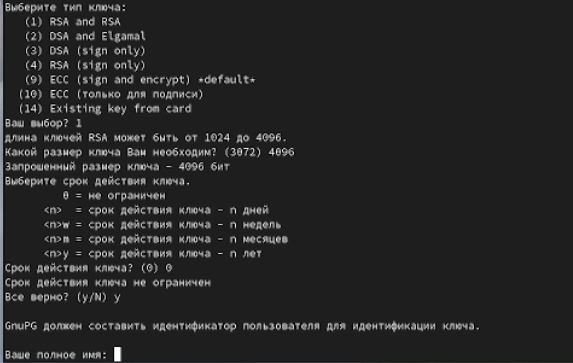 Выберите тип ключа:
(1) RSA and RSA
(2) DSA and Elgamal
(3) DSA (sign only)
(4) RSA (sign only)
(9) ECC (sign and encrypt) *default*
(10) ECC (только для подписи)
(14) Existing key from card
Ваш выбор? 1
длина ключей RSA может быть от 1024 до 4096.
Какой размер ключа Вам необходим? (3072) 4096
Запрошенный размер ключа - 4096 бит
Выберите срок действия ключа.
0 = не ограничен
<n> = срок действия ключа - n дней
<n>w = срок действия ключа - n недель
<n>m = срок действия ключа - n месяцев
<n>y = срок действия ключа - n лет
Срок действия ключа? (0) 0
Срок действия ключа не ограничен
Все верно? (y/N) y
GnuPG должен составить идентификатор пользователя для идентификации ключа.
Ваше полное имя: